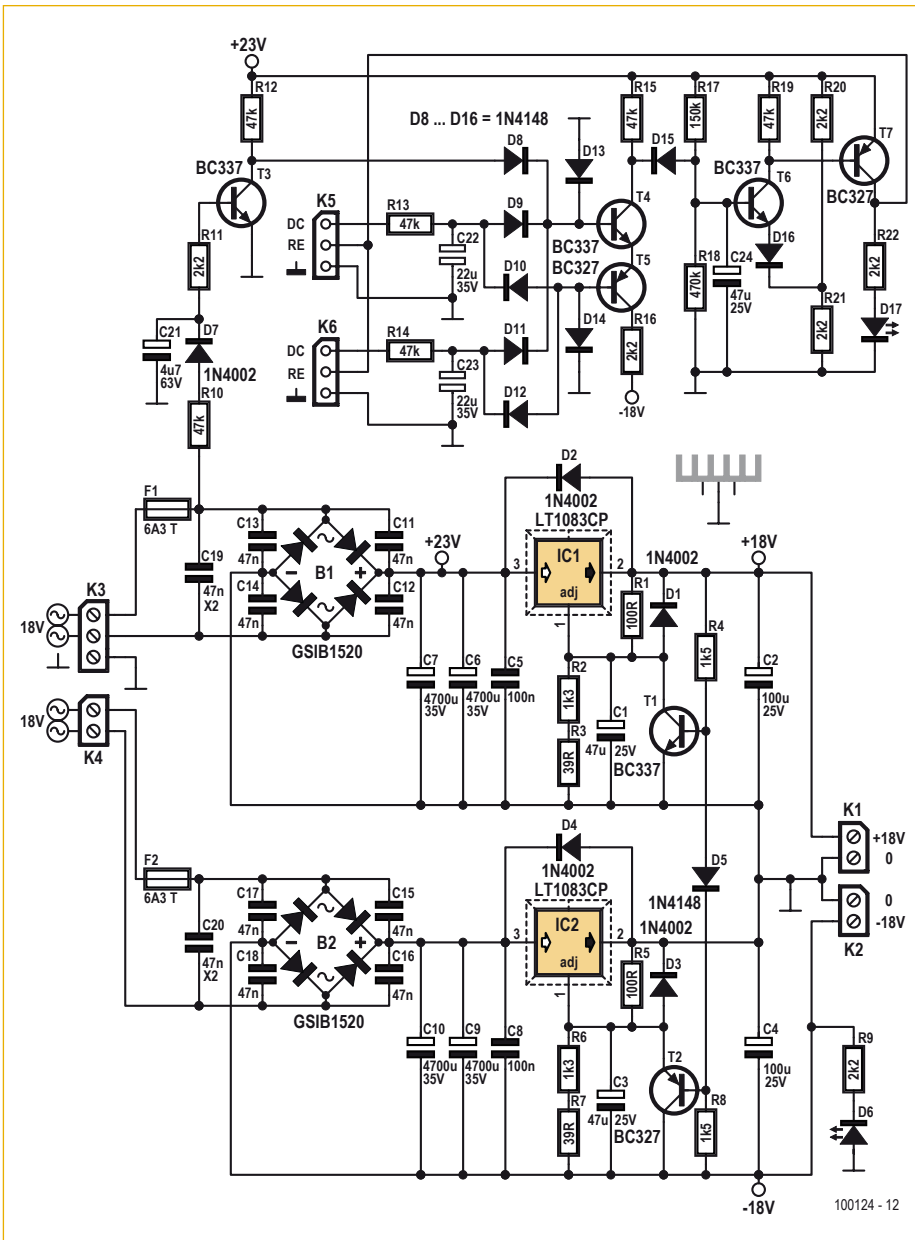 +23V
R12
47k
D8 ... D16 = 1N4148
BC337
T3
R11
2k2
C21
4u7
63V
D7
1N4002
R10
47k
K5
DC
RE
R13
47k
C22
22u
35V
K6
DC
RE
R14
47k
C23
22u
35V
D8
D9
D10
D11
D12
D13
D14
R15
47k
D15
T4
BC337
BC327
T5
R16
2k2
-18V
R17
150k
R18
470k
C24
47u
25V
BC337
T6
R19
47k
D16
R20
2k2
R21
2k2
T7
BC327
R22
2k2
D17
F1
6A3 T
C19
47n
X2
C13
47n
C14
47n
B1
GSIB1520
C11
47n
C12
47n
+23V
K3
18V
K4
18V
C7
4700u
35V
C6
4700u
35V
C5
100n
D2
1N4002
LT1083CP
3
IC1
2
adj
1
R1
100R
1N4002
D1
R2
1k3
R3
39R
C1
47u
25V
T1
BC337
R4
1k5
+18V
C2
100u
25V
D5
1N4148
K1
+18V
0
0
-18V
K2
F2
6A3 T
C20
47n
X2
C17
47n
C18
47n
B2
GSIB1520
C15
47n
C16
47n
C10
4700u
35V
C9
4700u
35V
C8
100n
D4
1N4002
LT1083CP
3
IC2
2
adj
1
R5
100R
1N4002
D3
R6
1k3
R7
39R
C3
47u
25V
T2
BC327
R8
1k5
C4
100u
25V
R9
2k2
D6
-18V
100124 - 12